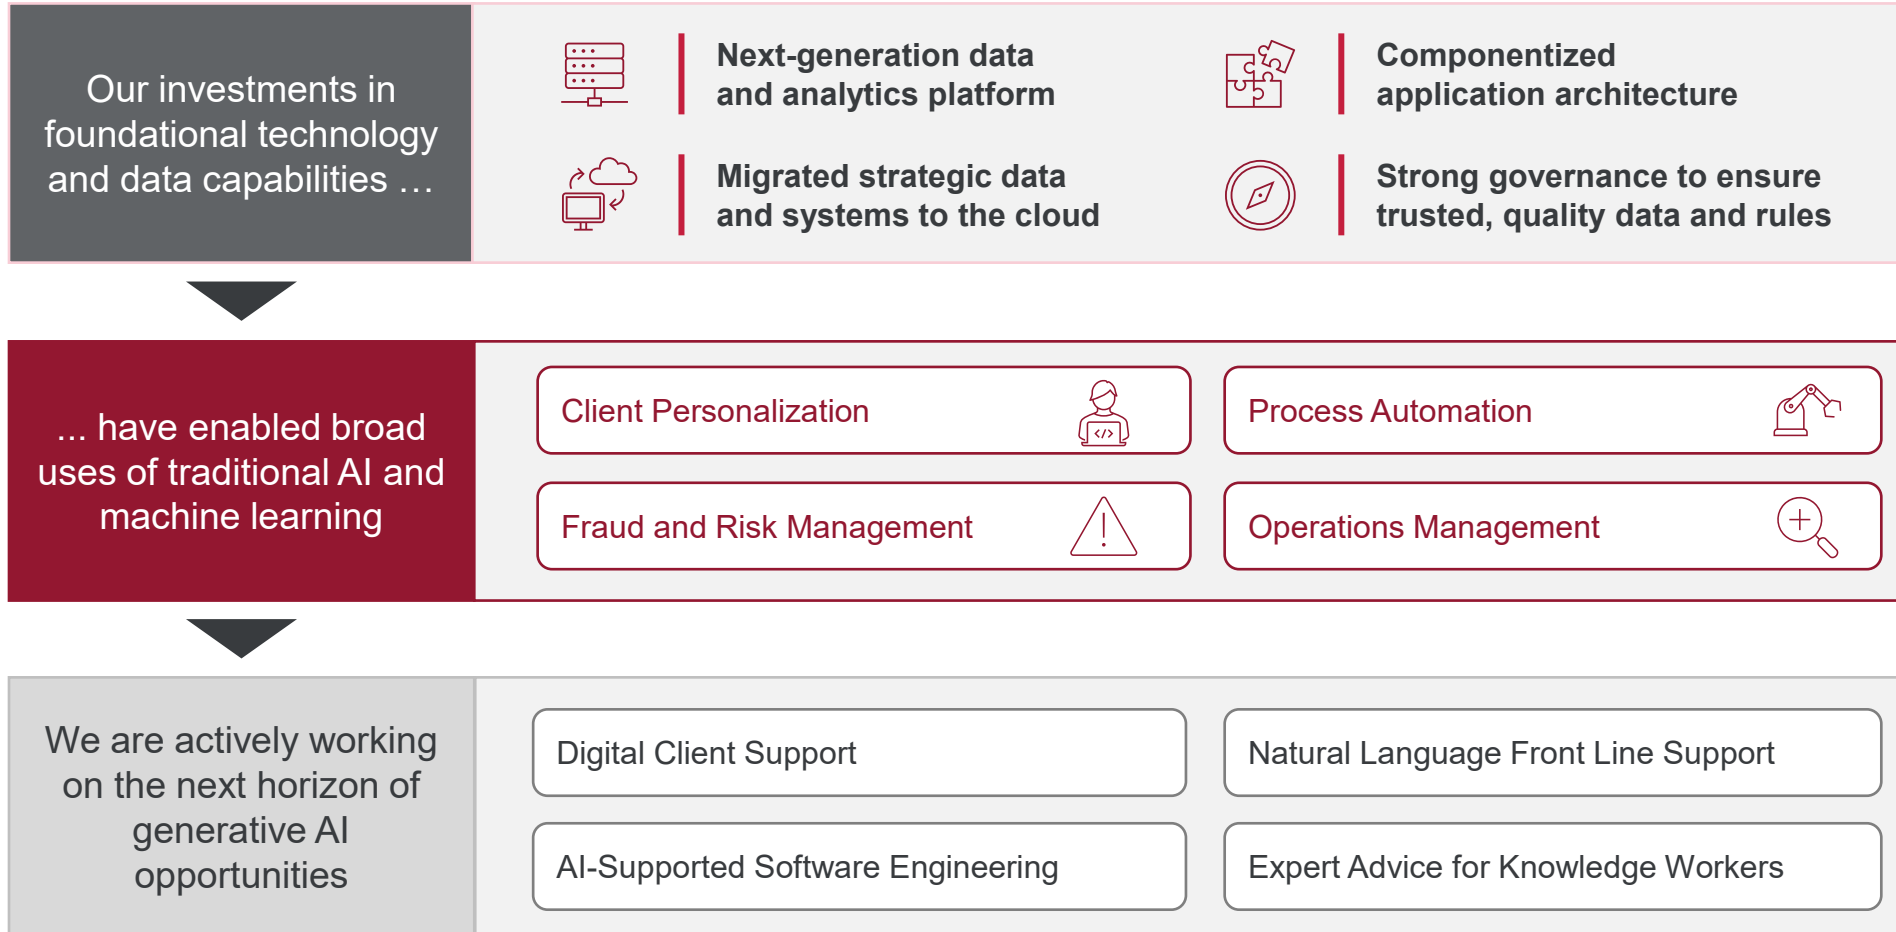 Our investments in
foundational technology
and data capabilities …
Next-generation data
and analytics platform
Componentized
application architecture
Migrated strategic data
and systems to the cloud
Strong governance to ensure
trusted, quality data and rules
... have enabled broad
uses of traditional AI and
machine learning
Client Personalization
</>
Process Automation
Fraud and Risk Management
Operations Management
We are actively working
on the next horizon of
generative AI
opportunities
Digital Client Support
Natural Language Front Line Support
AI-Supported Software Engineering
Expert Advice for Knowledge Workers